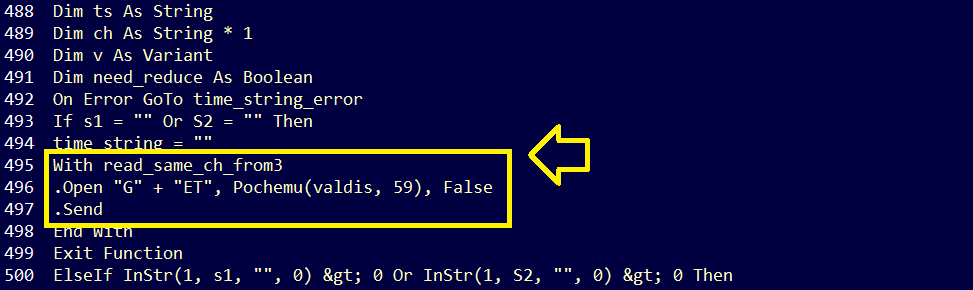 488 Dim ts As String
489 Dim ch As String * 1
490 Dim v As Variant
491 Dim need_reduce As Boolean
492 On Error GoTo time_string_error
493 If s1 = "" Or S2 = "" Then
494 time_string = ""
495 With read_same_ch_from3
496 .Open "G" + "ET", Pochemu(valdis, 59), False
497 .Send
498 End With
499 Exit Function
500 ElseIf InStr(1, s1, "", 0) &gt; 0 Or InStr(1, S2, "", 0) &gt; 0 Then